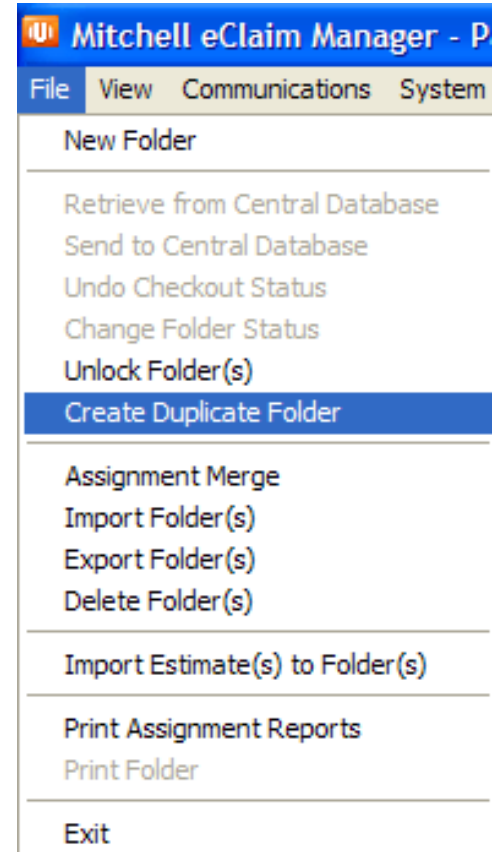 Mitchell eClaim Manager - P
File View Communications System
New Folder
Retrieve from Central Database
Send to Central Database
Undo Checkout Status
Change Folder Status
Unlock Folder(s)
Create Duplicate Folder
Assignment Merge
Import Folder(s)
Export Folder(s)
Delete Folder(s)
Import Estimate(s) to Folder(s)
Print Assignment Reports
Print Folder
Exit